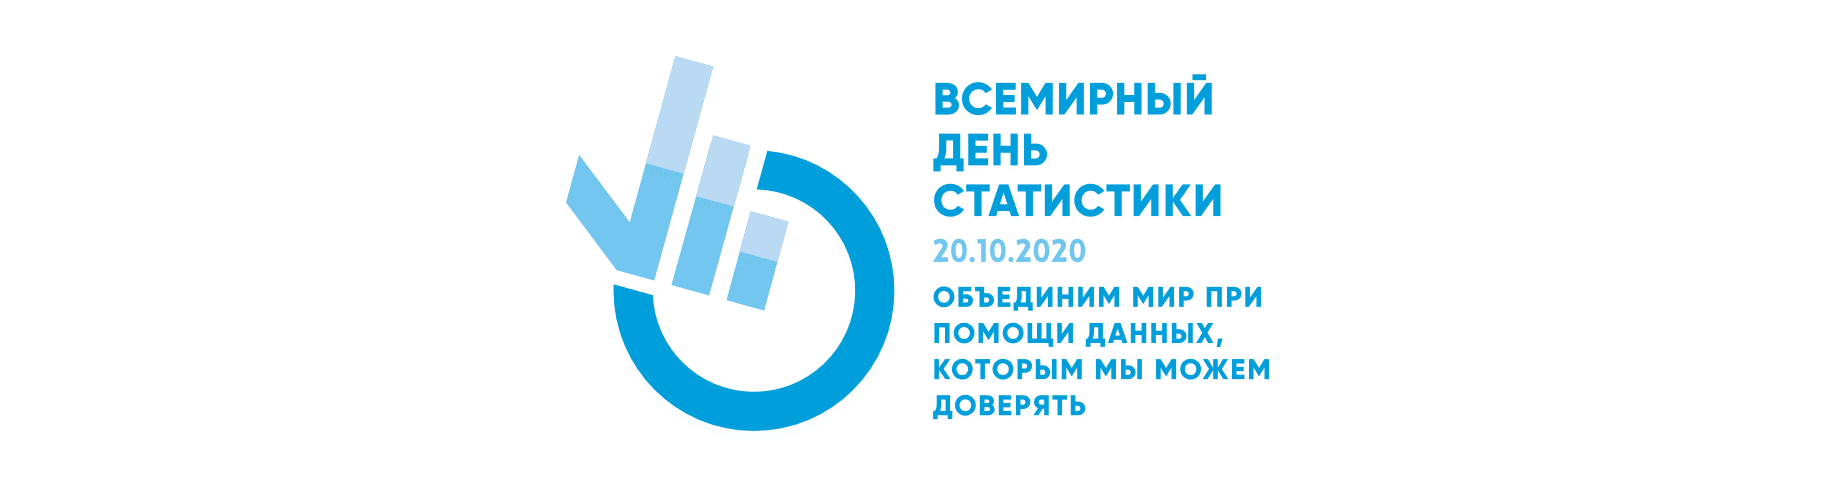 ВСЕМИРНЫЙ
ДЕНЬ
СТАТИСТИКИ
20.10.2020
ОБЪЕДИНИМ МИР ПРИ
ПОМОЩИ ДАННЫХ,
КОТОРЫМ МЫ МОЖЕМ
ДОВЕРЯТЬ